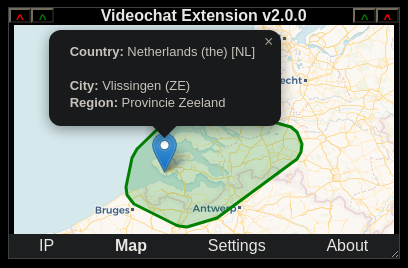 ^ ^ Videochat Extension v2.0.0 ^ ^
×
Country: Netherlands (the) [NL]
City: Vlissingen (ZE)
Region: Provincie Zeeland
Bruges
Antwerp
IP Map Settings About